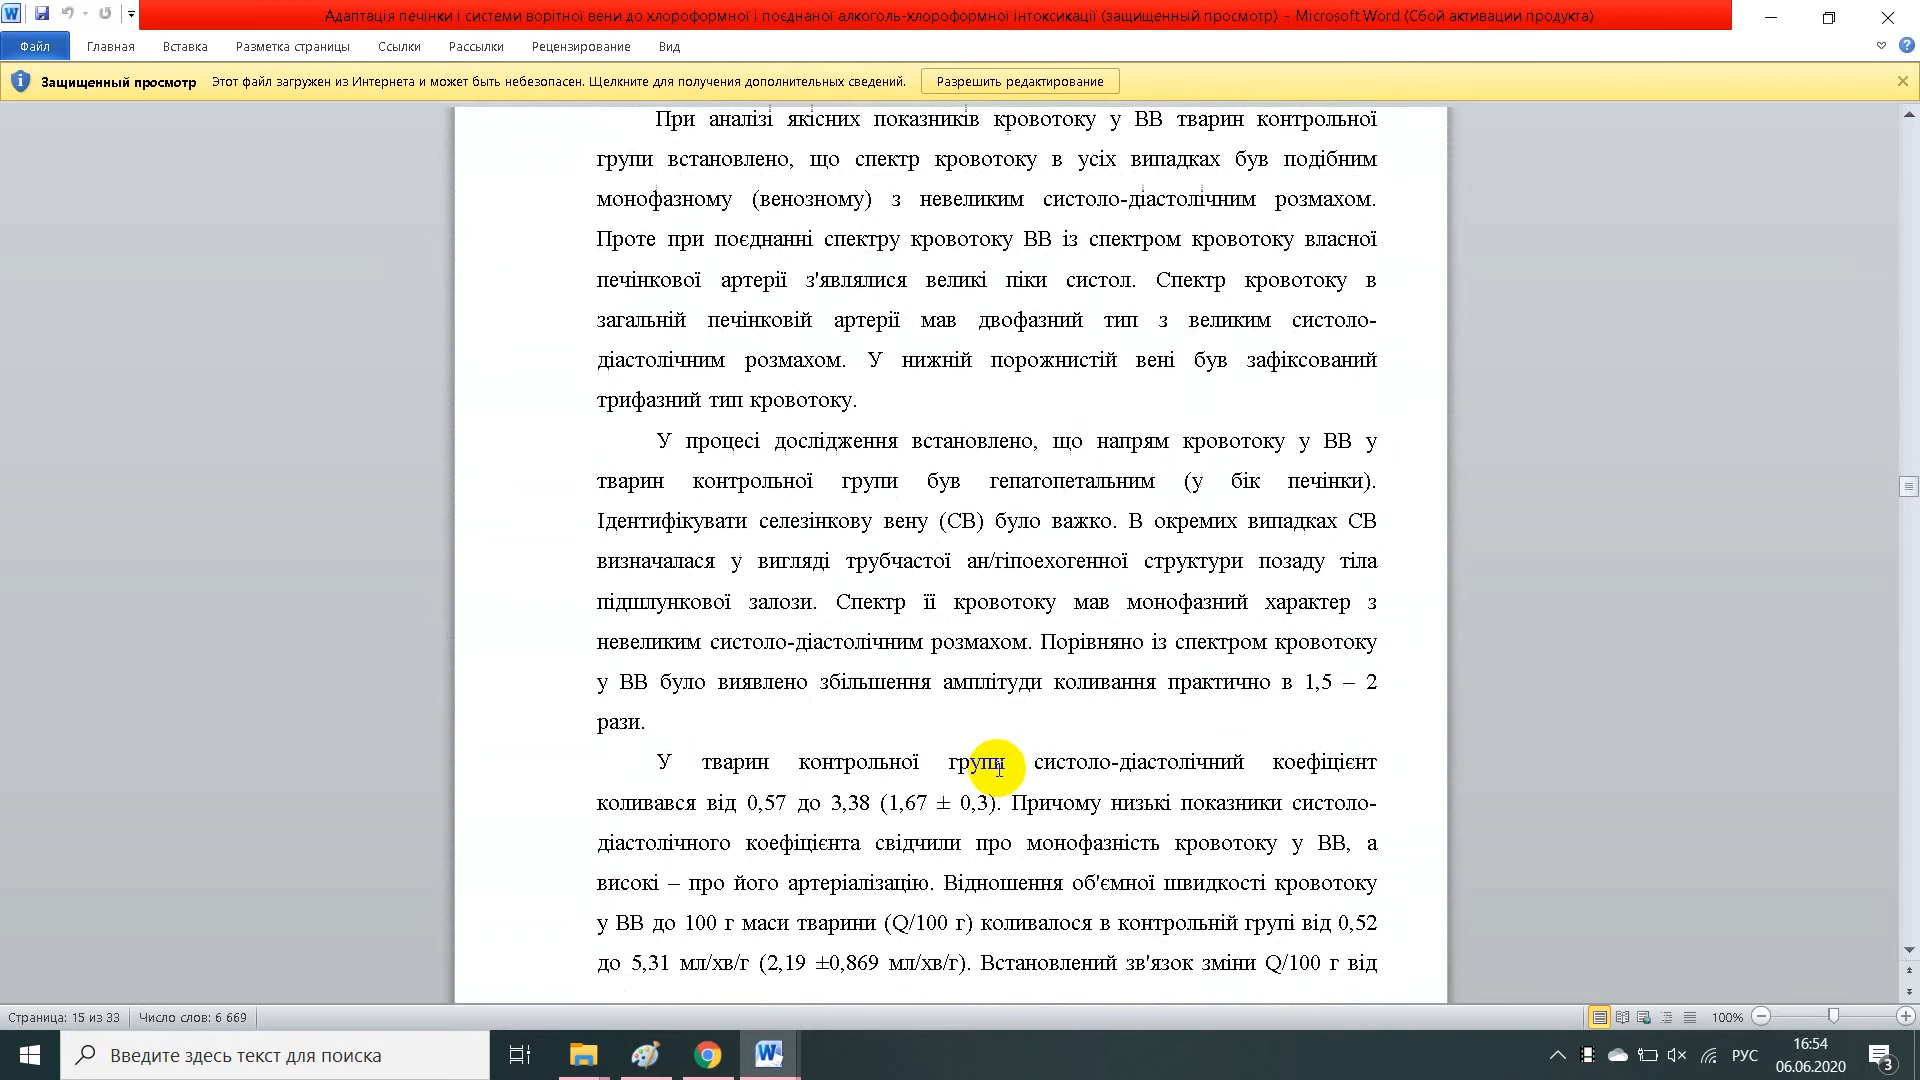 Адаптація печінки і системи ворітної вени до хлороформної і поєднаної алкоголь-хлороформної інтоксикації (защищенный просмотр) - Microsoft Word (Сбой активации продукта)
Файл Главная Вставка Разметка страницы Ссылки Рассылки Рецензирование Вид
Защищенный просмотр Этот файл загружен из Интернета и может быть небезопасен. Щелкните для получения дополнительных сведений. Разрешить редактирование
При аналізі якісних показників кровотоку у ВВ тварин контрольної
групи встановлено, що спектр кровотоку в усіх випадках був подібним
монофазному (венозному) з невеликим систоло-діастолічним розмахом.
Проте при поєднанні спектру кровотоку ВВ із спектром кровотоку власної
печінкової артерії з'являлися великі піки систол. Спектр кровотоку в
загальній печінковій артерії мав двофазний тип з великим систоло-
діастолічним розмахом. У нижній порожнистій вені був зафіксований
трифазний тип кровотоку.
У процесі дослідження встановлено, що напрям кровотоку у ВВ у
тварин контрольної групи був гепатопетальним (у бік печінки).
Ідентифікувати селезінкову вену (СВ) було важко. В окремих випадках СВ
визначалася у вигляді трубчастої ан/гіпоехогенної структури позаду тіла
підшлункової залози. Спектр її кровотоку мав монофазний характер з
невеликим систоло-діастолічним розмахом. Порівняно із спектром кровотоку
у ВВ було виявлено збільшення амплітуди коливання практично в 1,5 – 2
рази.
У тварин контрольної групи систоло-діастолічний коефіцієнт
коливався від 0,57 до 3,38 (1,67 ± 0,3). Причому низькі показники систоло-
діастолічного коефіцієнта свідчили про монофазність кровотоку у ВВ, а
високі – про його артеріалізацію. Відношення об'ємної швидкості кровотоку
у ВВ до 100 г маси тварини (Q/100 г) коливалося в контрольній групі від 0,52
до 5,31 мл/хв/г (2,19 ±0,869 мл/хв/г). Встановлений зв'язок зміни Q/100 г від
Страница: 15 из 33 Число слов: 6 669 100%
Введите здесь текст для поиска РУС 16:54
06.06.2020 3